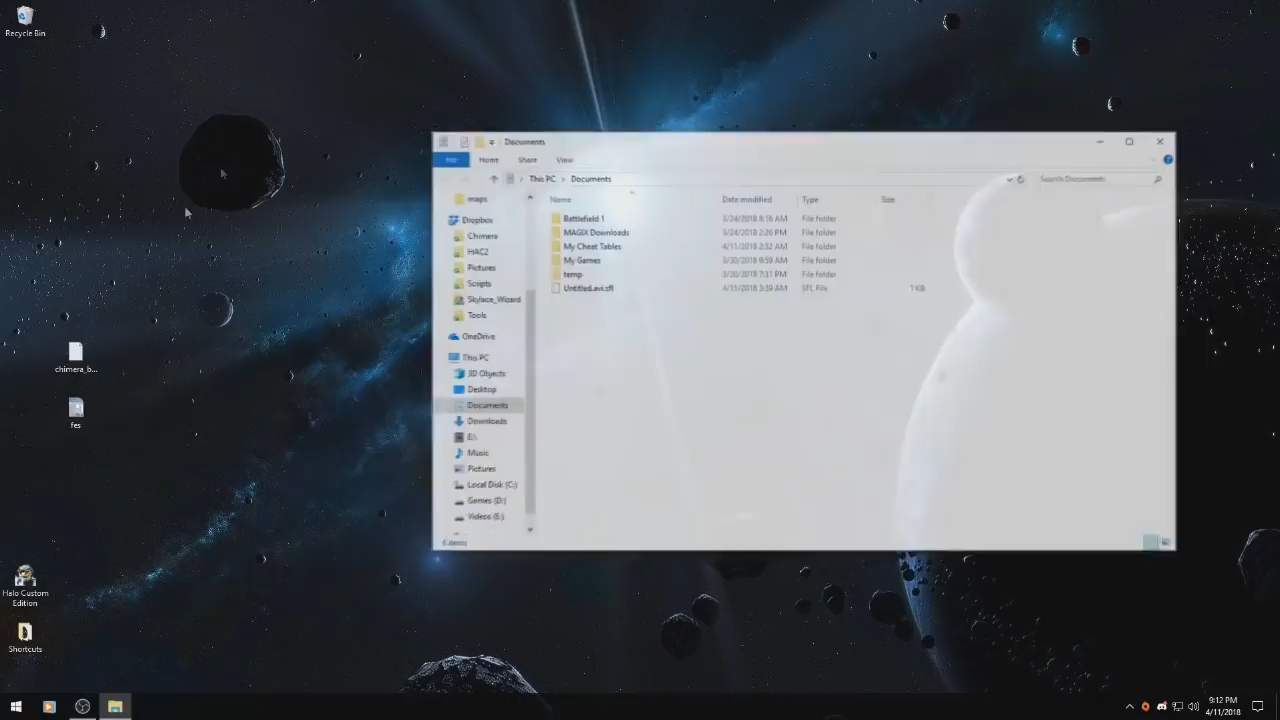 Recycle Bin
Documents
File Home Share View
This PC > Documents
Search Documents
Name Date modified Type Size
maps
Dropbox
Chimera
HAC2
Pictures
Scripts
Skylace_Wizard
Tools
OneDrive
This PC
3D Objects
Desktop
Documents
Downloads
E:\
Music
Pictures
Local Disk (C:)
Games (D:)
Videos (E:)
Battlefield 1 3/24/2018 8:16 AM File folder
MAGIX Downloads 3/24/2018 2:26 PM File folder
My Cheat Tables 4/11/2018 2:32 AM File folder
My Games 3/30/2018 9:59 AM File folder
temp 3/20/2018 7:31 PM File folder
Untitled.avi.sfl 4/11/2018 3:39 AM SFL File 1 KB
6 items
chimera_b...
fes
Halo Custom
Edition
Shortcuts
9:12 PM
4/11/2018